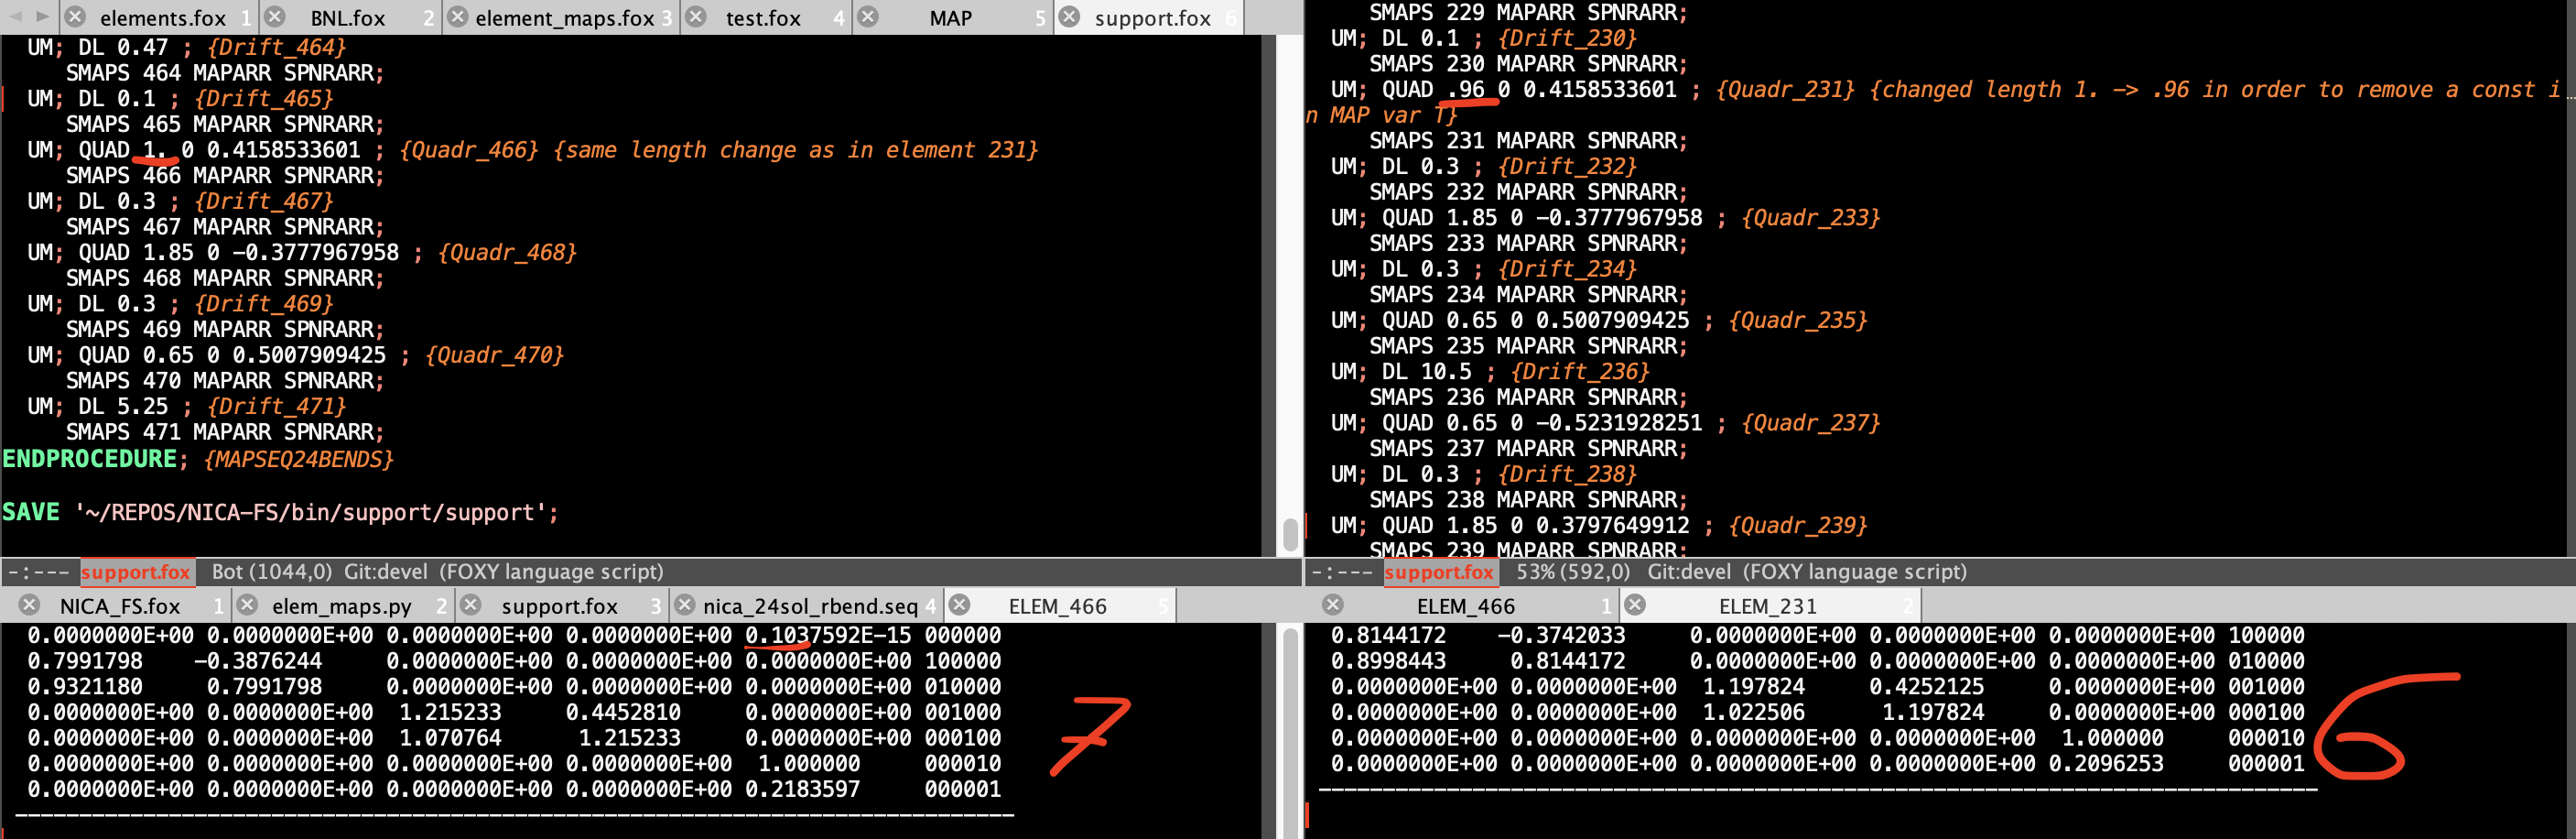 elements.fox 1 BNL.fox 2 element_maps.fox 3 test.fox 4 MAP 5 support.fox 6
UM; DL 0.47 ; {Drift_464}
SMAPS 464 MAPARR SPNRARR;
UM; DL 0.1 ; {Drift_465}
SMAPS 465 MAPARR SPNRARR;
UM; QUAD 1. 0 0.4158533601 ; {Quadr_466} {same length change as in element 231}
SMAPS 466 MAPARR SPNRARR;
UM; DL 0.3 ; {Drift_467}
SMAPS 467 MAPARR SPNRARR;
UM; QUAD 1.85 0 -0.3777967958 ; {Quadr_468}
SMAPS 468 MAPARR SPNRARR;
UM; DL 0.3 ; {Drift_469}
SMAPS 469 MAPARR SPNRARR;
UM; QUAD 0.65 0 0.5007909425 ; {Quadr_470}
SMAPS 470 MAPARR SPNRARR;
UM; DL 5.25 ; {Drift_471}
SMAPS 471 MAPARR SPNRARR;
ENDPROCEDURE; {MAPSEQ24BENDS}
SAVE '~/REPOS/NICA-FS/bin/support/support';
-:--- support.fox Bot (1044,0) Git:devel (FOXY language script)
SMAPS 229 MAPARR SPNRARR;
UM; DL 0.1 ; {Drift_230}
SMAPS 230 MAPARR SPNRARR;
UM; QUAD .96 0 0.4158533601 ; {Quadr_231} {changed length 1. -> .96 in order to remove a const i
n MAP var T}
SMAPS 231 MAPARR SPNRARR;
UM; DL 0.3 ; {Drift_232}
SMAPS 232 MAPARR SPNRARR;
UM; QUAD 1.85 0 -0.3777967958 ; {Quadr_233}
SMAPS 233 MAPARR SPNRARR;
UM; DL 0.3 ; {Drift_234}
SMAPS 234 MAPARR SPNRARR;
UM; QUAD 0.65 0 0.5007909425 ; {Quadr_235}
SMAPS 235 MAPARR SPNRARR;
UM; DL 10.5 ; {Drift_236}
SMAPS 236 MAPARR SPNRARR;
UM; QUAD 0.65 0 -0.5231928251 ; {Quadr_237}
SMAPS 237 MAPARR SPNRARR;
UM; DL 0.3 ; {Drift_238}
SMAPS 238 MAPARR SPNRARR;
UM; QUAD 1.85 0 0.3797649912 ; {Quadr_239}
SMAPS 239 MAPARR SPNRARR;
-:--- support.fox 53% (592,0) Git:devel (FOXY language script)
NICA_FS.fox 1 elem_maps.py 2 support.fox 3 nica_24sol_rbend.seq 4 ELEM_466 5
0.0000000E+00 0.0000000E+00 0.0000000E+00 0.0000000E+00 0.1037592E-15 000000
0.7991798 -0.3876244 0.0000000E+00 0.0000000E+00 0.0000000E+00 100000
0.9321180 0.7991798 0.0000000E+00 0.0000000E+00 0.0000000E+00 010000
0.0000000E+00 0.0000000E+00 1.215233 0.4452810 0.0000000E+00 001000
0.0000000E+00 0.0000000E+00 1.070764 1.215233 0.0000000E+00 000100
0.0000000E+00 0.0000000E+00 0.0000000E+00 0.0000000E+00 1.000000 000010
0.0000000E+00 0.0000000E+00 0.0000000E+00 0.0000000E+00 0.2183597 000001
7
ELEM_466 1 ELEM_231 2
0.8144172 -0.3742033 0.0000000E+00 0.0000000E+00 0.0000000E+00 100000
0.8998443 0.8144172 0.0000000E+00 0.0000000E+00 0.0000000E+00 010000
0.0000000E+00 0.0000000E+00 1.197824 0.4252125 0.0000000E+00 001000
0.0000000E+00 0.0000000E+00 1.022506 1.197824 0.0000000E+00 000100
0.0000000E+00 0.0000000E+00 0.0000000E+00 0.0000000E+00 1.000000 000010
0.0000000E+00 0.0000000E+00 0.0000000E+00 0.0000000E+00 0.2096253 000001
6